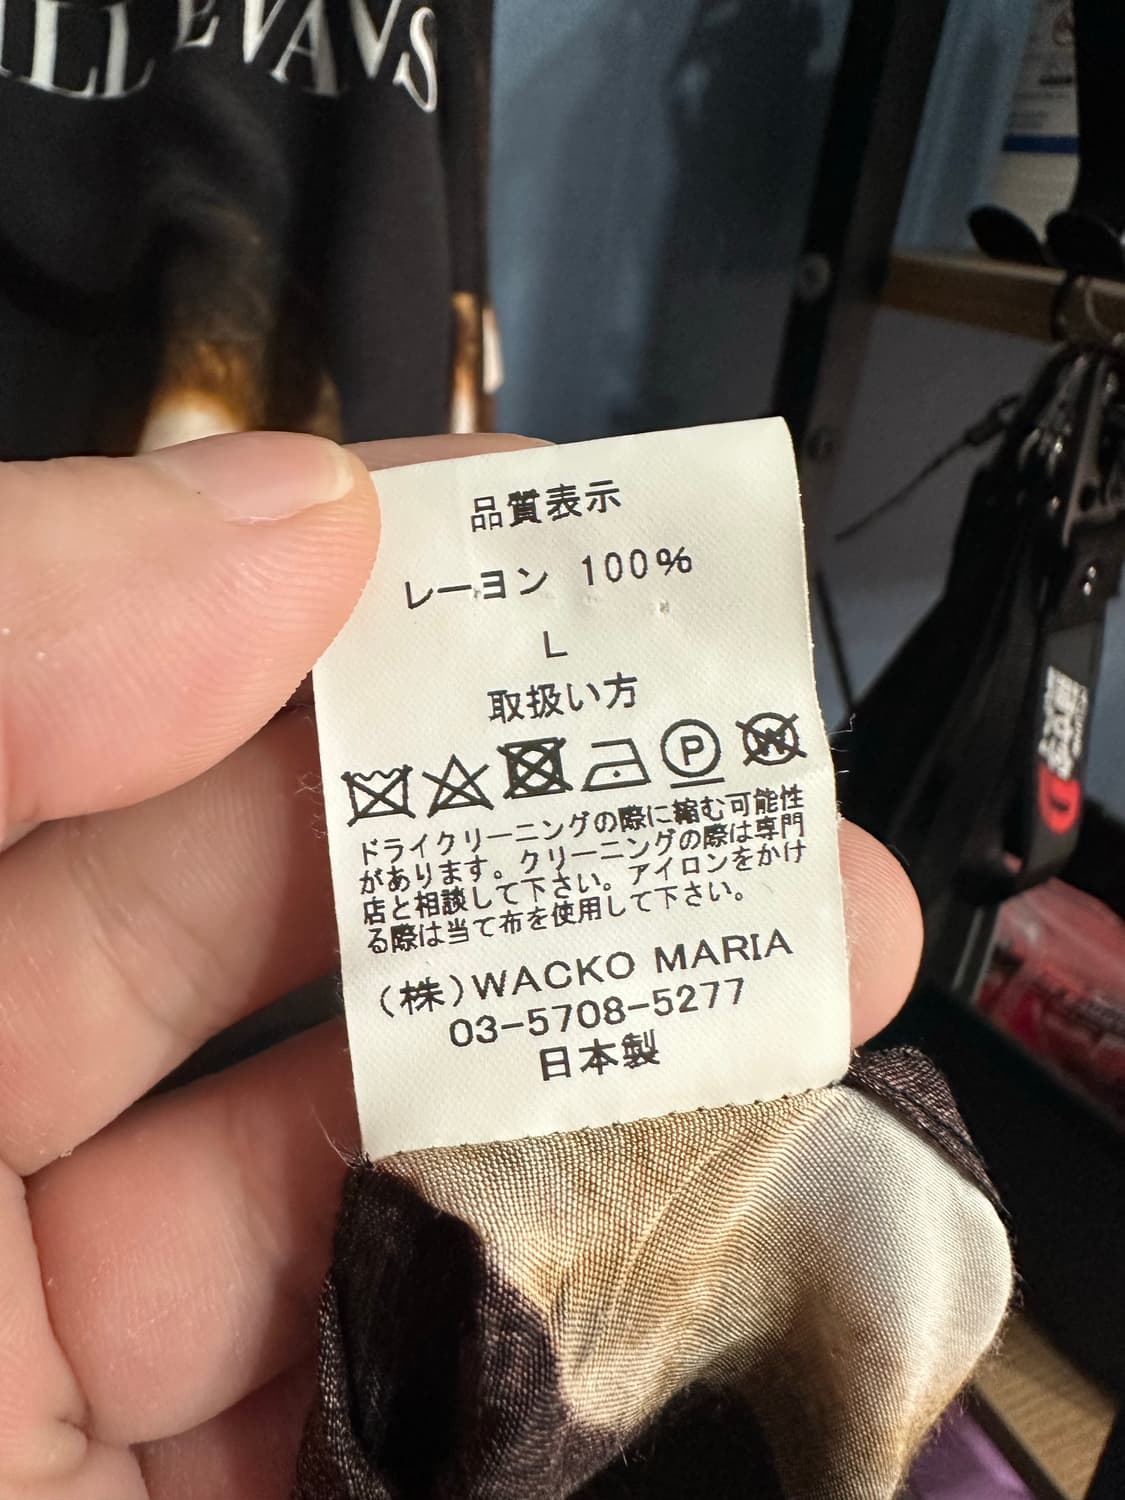 ILL EVANS
品質表示
レーヨン 100%
L
取扱い方
P
W
ドライクリーニングの際に縮む可能性
があります。クリーニングの際は専門
店と相談して下さい。アイロンをかけ
る際は当て布を使用して下さい。
(株)WACKO MARIA
03-5708-5277
日本製